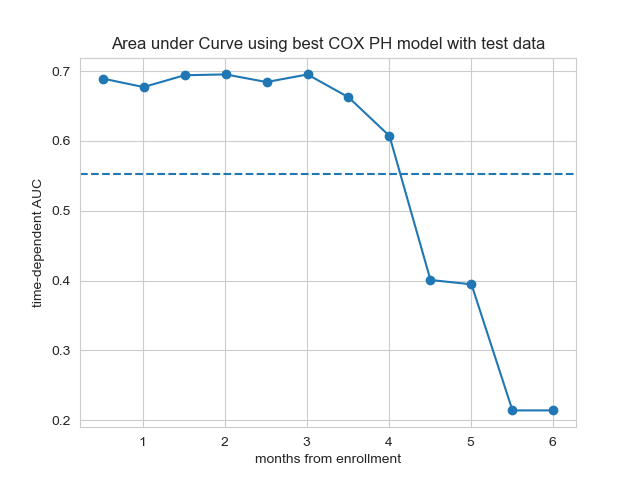 Area under Curve using best COX PH model with test data
time-dependent AUC
0.7
0.6
0.5
0.4
0.3
0.2
1 2 3 4 5 6
months from enrollment